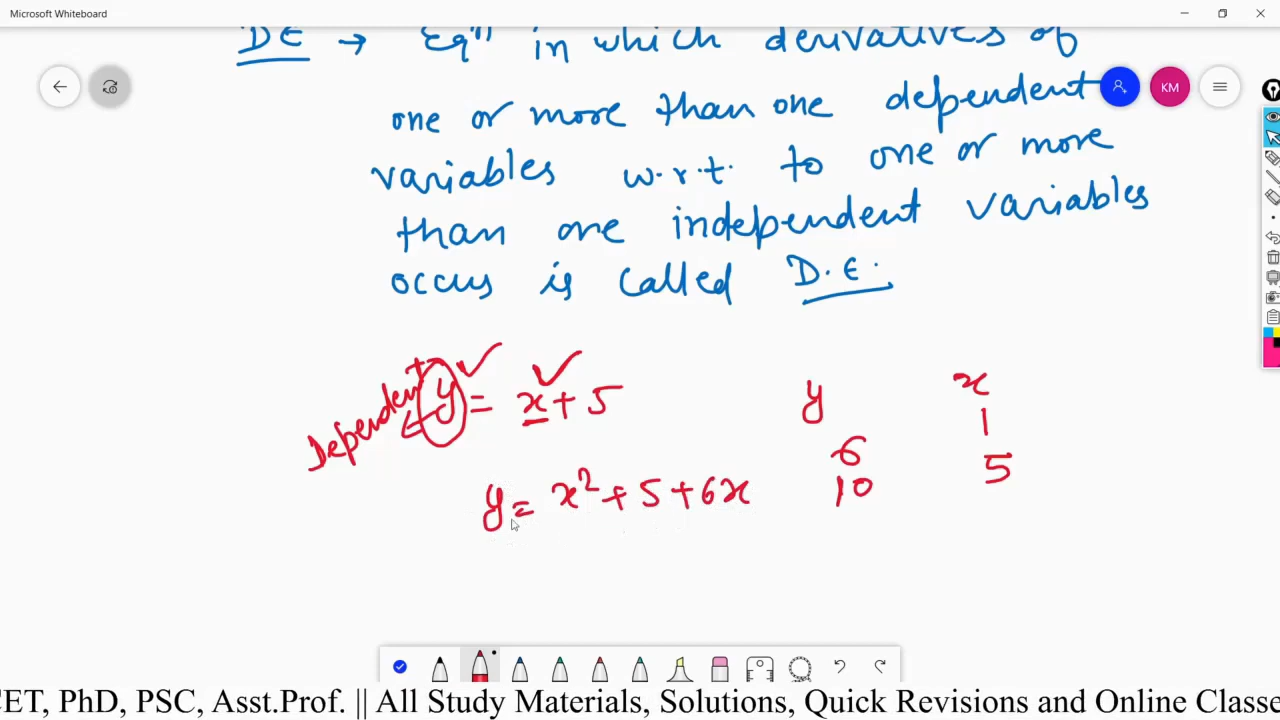 Microsoft Whiteboard
DE → Eqⁿ in which derivatives of
one or more than one dependent
KM
variables w.r.t. to one or more
than one independent variables
occus is called D.E.
Dependent
y = x + 5
y x
6 1
10 5
y = x² + 5 + 6x
CET, PhD, PSC, Asst.Prof. || All Study Materials, Solutions, Quick Revisions and Online Classe